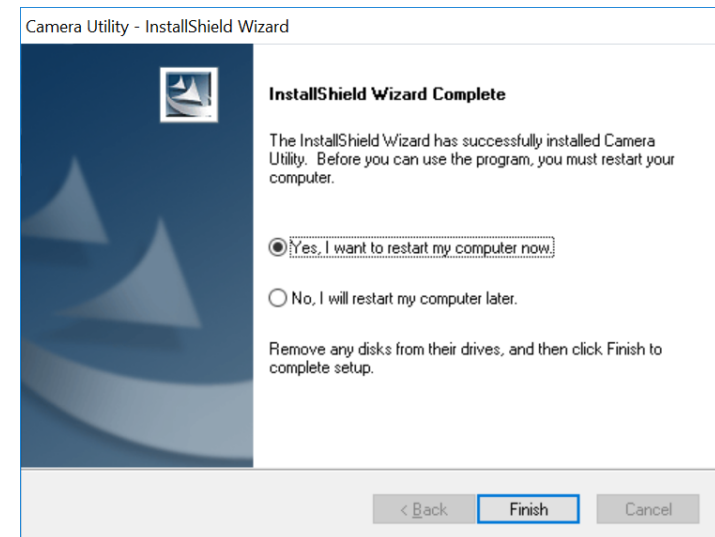 Camera Utility - InstallShield Wizard
InstallShield Wizard Complete
The InstallShield Wizard has successfully installed Camera
Utility.  Before you can use the program, you must restart your
computer.
Yes, I want to restart my computer now.
No, I will restart my computer later.
Remove any disks from their drives, and then click Finish to
complete setup.
< Back
Finish
Cancel